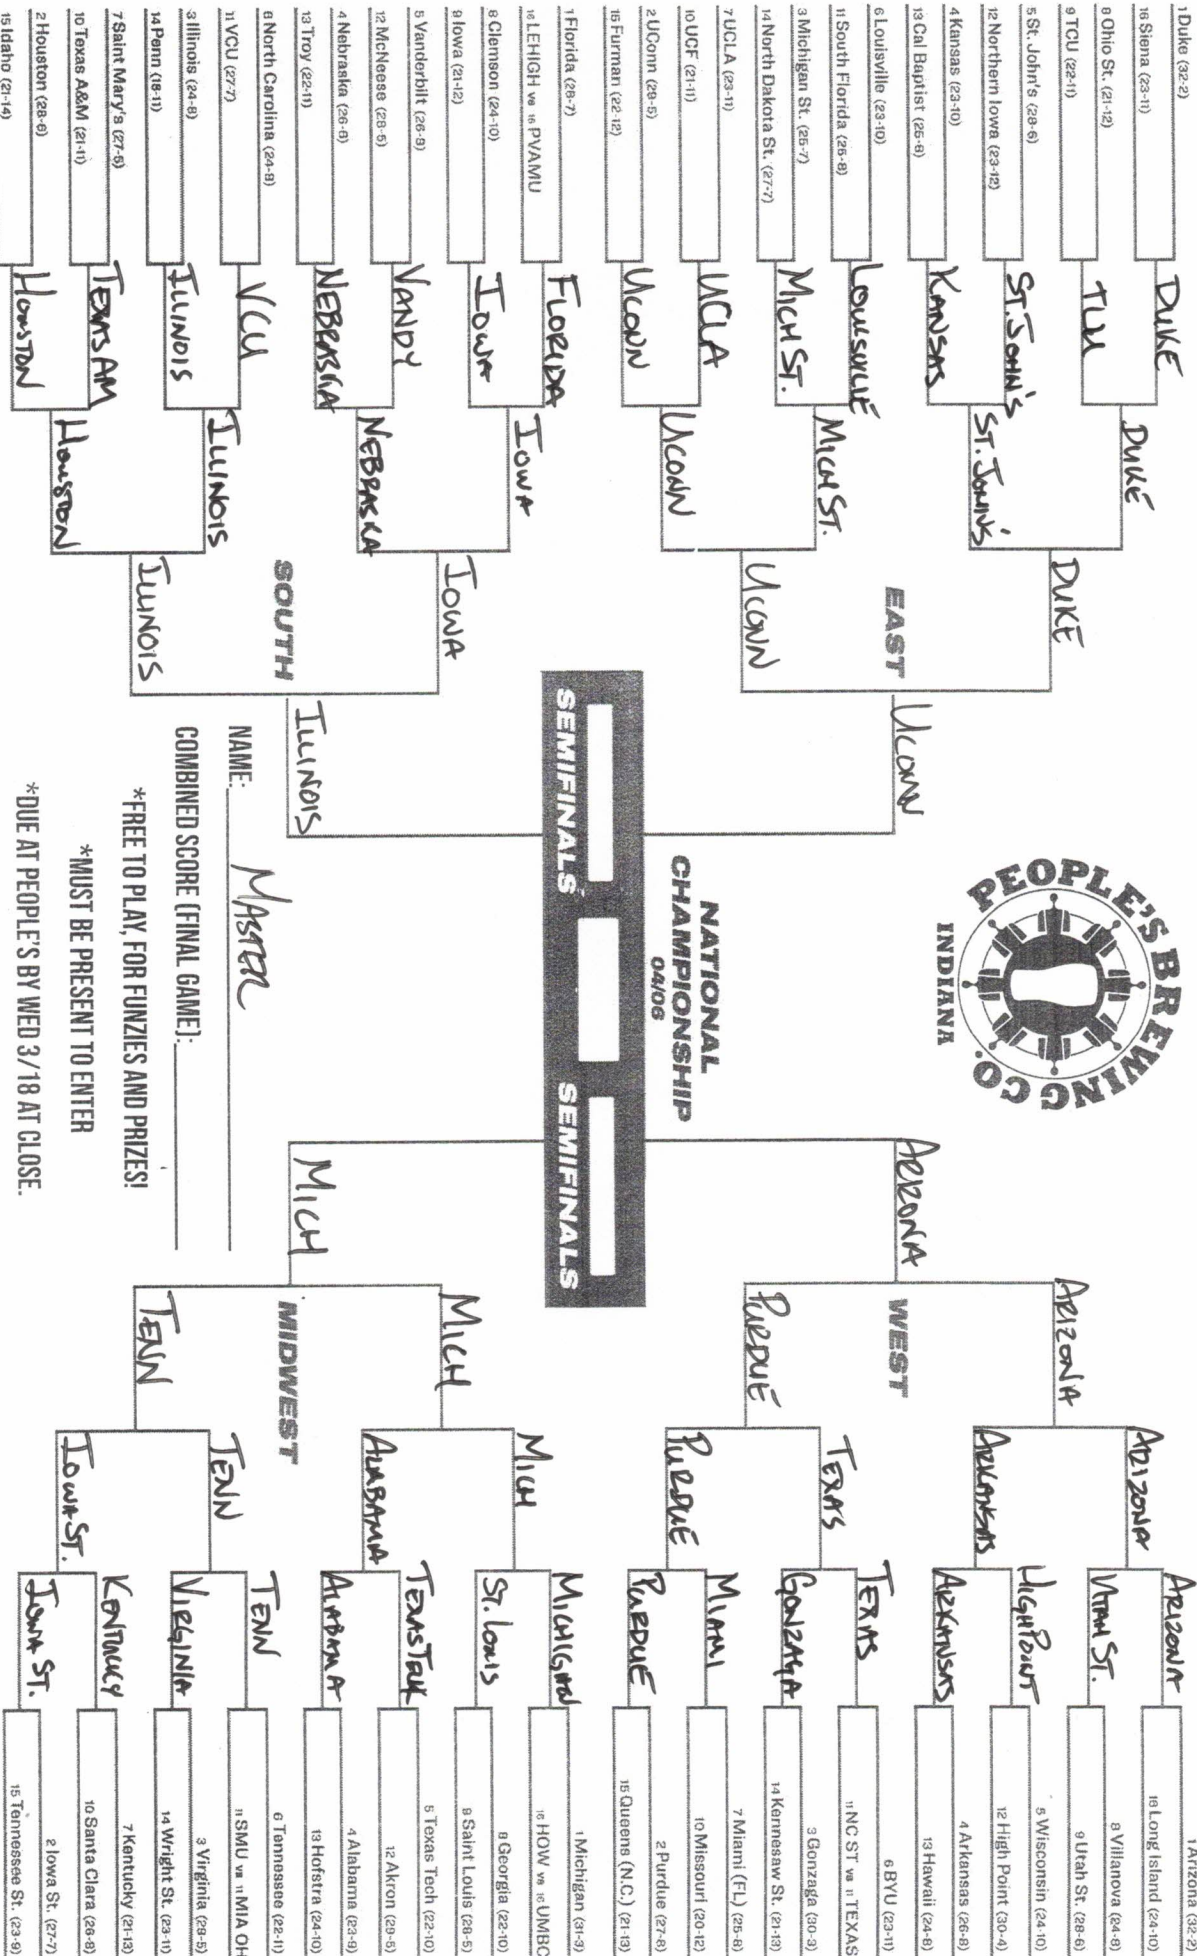 1 Duke (32-2)
16 Siena (23-11)
8 Ohio St. (21-12)
9 TCU (22-11)
5 St. John's (28-6)
12 Northern Iowa (23-12)
4 Kansas (23-10)
13 Cal Baptist (25-8)
6 Louisville (23-10)
11 South Florida (25-8)
3 Michigan St. (25-7)
14 North Dakota St. (27-7)
7 UCLA (23-11)
10 UCF (21-11)
2 UConn (29-5)
15 Furman (22-12)
DUKE
TCU
ST. JOHN'S
KANSAS
LOUISVILLE
MICH ST.
UCLA
UCONN
DUKE
ST. JOHN'S
MICH ST.
UCONN
DUKE
UCONN
EAST
UCONN
1 Florida (26-7)
16 LEHIGH vs 16 PVAMU
8 Clemson (24-10)
9 Iowa (21-12)
5 Vanderbilt (26-8)
12 McNeese (28-5)
4 Nebraska (26-6)
13 Troy (22-11)
6 North Carolina (24-8)
11 VCU (27-7)
3 Illinois (24-8)
14 Penn (18-11)
7 Saint Mary's (27-5)
10 Texas A&M (21-11)
2 Houston (28-6)
15 Idaho (21-14)
FLORIDA
IOWA
VANDY
NEBRASKA
VCU
ILLINOIS
TEXAS AM
HOUSTON
IOWA
NEBRASKA
ILLINOIS
HOUSTON
IOWA
ILLINOIS
SOUTH
ILLINOIS
PEOPLE'S BREWING CO.
INDIANA
NATIONAL
CHAMPIONSHIP
04/06
SEMIFINALS
SEMIFINALS
NAME: MASTER
COMBINED SCORE (FINAL GAME):
*FREE TO PLAY, FOR FUNZIES AND PRIZES!
*MUST BE PRESENT TO ENTER
*DUE AT PEOPLE'S BY WED 3/18 AT CLOSE.
ARIZONA
WEST
ARIZONA
PURDUE
ARIZONA
ARKANSAS
TEXAS
PURDUE
ARIZONA
UTAH ST.
HIGH POINT
ARKANSAS
TEXAS
GONZAGA
MIAMI
PURDUE
1 Arizona (32-2)
16 Long Island (24-10)
8 Villanova (24-8)
9 Utah St. (28-6)
5 Wisconsin (24-10)
12 High Point (30-4)
4 Arkansas (26-8)
13 Hawaii (24-8)
6 BYU (23-11)
11 NC ST vs 11 TEXAS
3 Gonzaga (30-3)
14 Kennesaw St. (21-13)
7 Miami (FL) (25-8)
10 Missouri (20-12)
2 Purdue (27-8)
15 Queens (N.C.) (21-13)
MICH
MIDWEST
MICH
TENN
MICH
ALABAMA
TENN
IOWA ST.
MICHIGAN
ST. LOUIS
TEXAS TECH
ALABAMA
TENN
VIRGINIA
KENTUCKY
IOWA ST.
1 Michigan (31-3)
16 HOW vs 16 UMBC
8 Georgia (22-10)
9 Saint Louis (28-5)
5 Texas Tech (22-10)
12 Akron (29-5)
4 Alabama (23-9)
13 Hofstra (24-10)
6 Tennessee (22-11)
11 SMU vs 11 MIA OH
3 Virginia (29-5)
14 Wright St. (23-11)
7 Kentucky (21-13)
10 Santa Clara (26-8)
2 Iowa St. (27-7)
15 Tennessee St. (23-9)